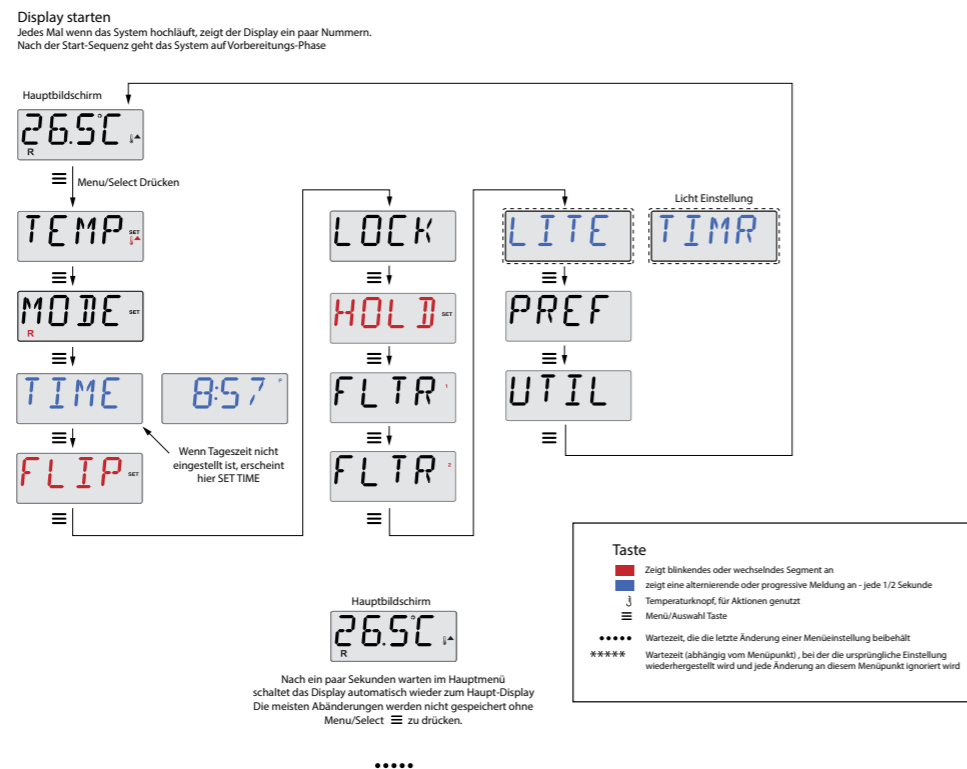 Display starten
Jedes Mal wenn das System hochläuft, zeigt der Display ein paar Nummern.
Nach der Start-Sequenz geht das System auf Vorbereitungs-Phase
Hauptbildschirm
26.5°C
R
Menu/Select Drücken
TEMP SET
MODE SET
R
TIME
8:57 P
Wenn Tageszeit nicht
eingestellt ist, erscheint
hier SET TIME
FLIP SET
LOCK
HOLD SET
FLTR 1
FLTR 2
LITE
Licht Einstellung
TIMR
PREF
UTIL
Hauptbildschirm
26.5°C
R
Nach ein paar Sekunden warten im Hauptmenü
schaltet das Display automatisch wieder zum Haupt-Display
Die meisten Abänderungen werden nicht gespeichert ohne
Menu/Select ☰ zu drücken.
•••••
Taste
Zeigt blinkendes oder wechselndes Segment an
zeigt eine alternierende oder progressive Meldung an - jede 1/2 Sekunde
Temperaturknopf, für Aktionen genutzt
Menü/Auswahl Taste
••••• Wartezeit, die die letzte Änderung einer Menüeinstellung beibehält
***** Wartezeit (abhängig vom Menüpunkt) , bei der die ursprüngliche Einstellung
wiederhergestellt wird und jede Änderung an diesem Menüpunkt ignoriert wird